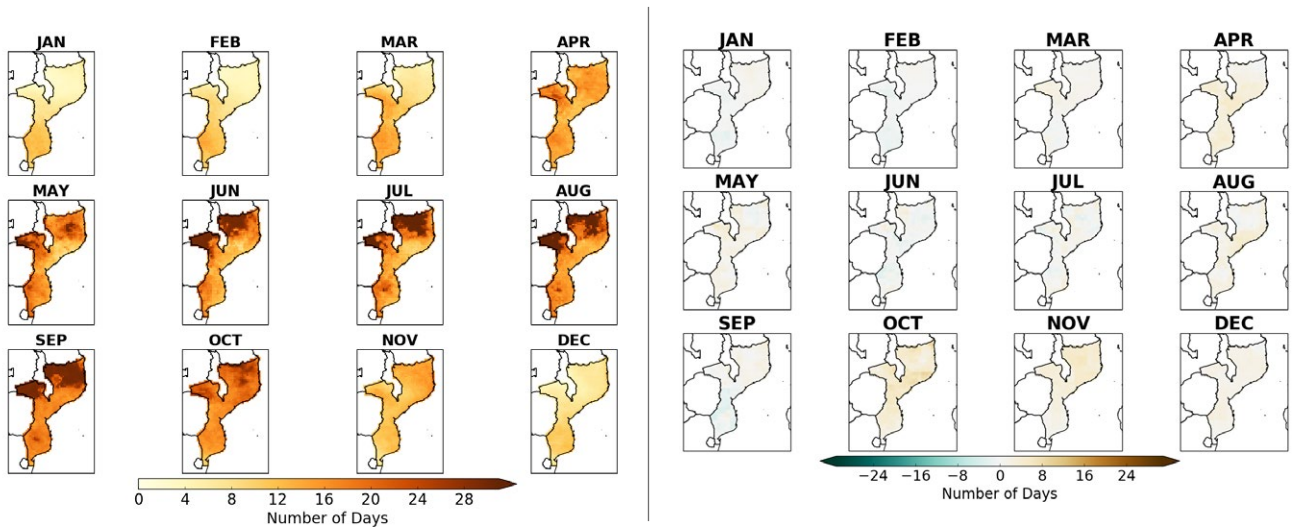 JAN FEB MAR APR
MAY JUN JUL AUG
SEP OCT NOV DEC
0 4 8 12 16 20 24 28
Number of Days
JAN FEB MAR APR
MAY JUN JUL AUG
SEP OCT NOV DEC
−24 −16 −8 0 8 16 24
Number of Days